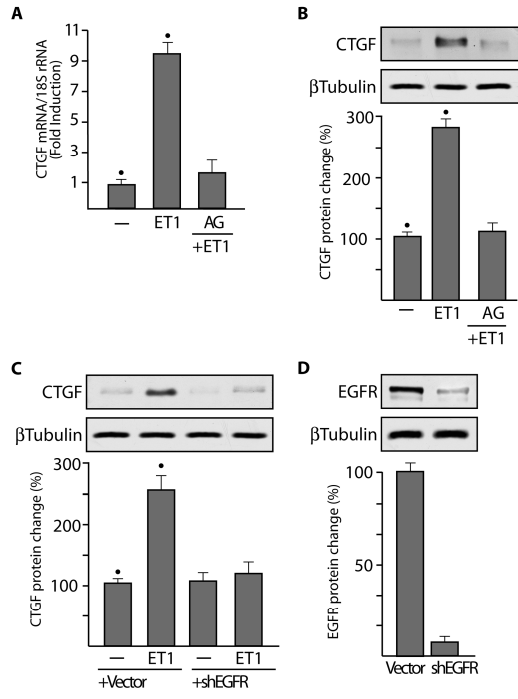 A
CTGF mRNA/18S rRNA
(Fold Induction)
11
9
7
5
3
1
—
ET1
AG
+ET1
B
CTGF
βTubulin
CTGF protein change (%)
300
200
100
—
ET1
AG
+ET1
C
CTGF
βTubulin
CTGF protein change (%)
300
200
100
—
ET1
—
ET1
+Vector
+shEGFR
D
EGFR
βTubulin
EGFR protein change (%)
100
50
Vector
shEGFR